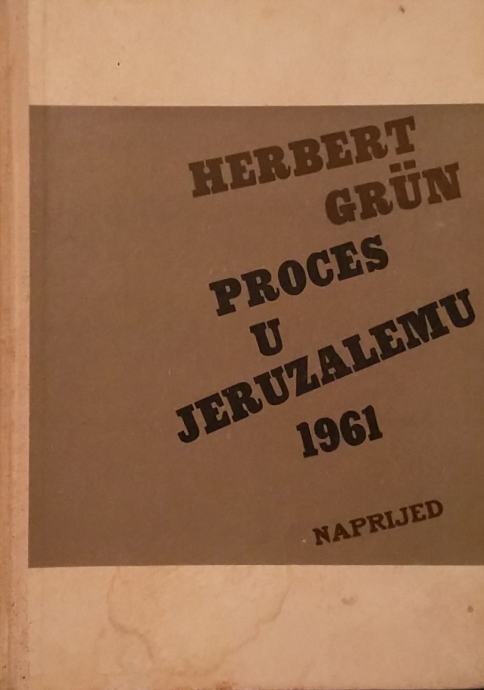 HERBERT
GRÜN
PROCES
U
JERUZALEMU
1961
NAPRIJED